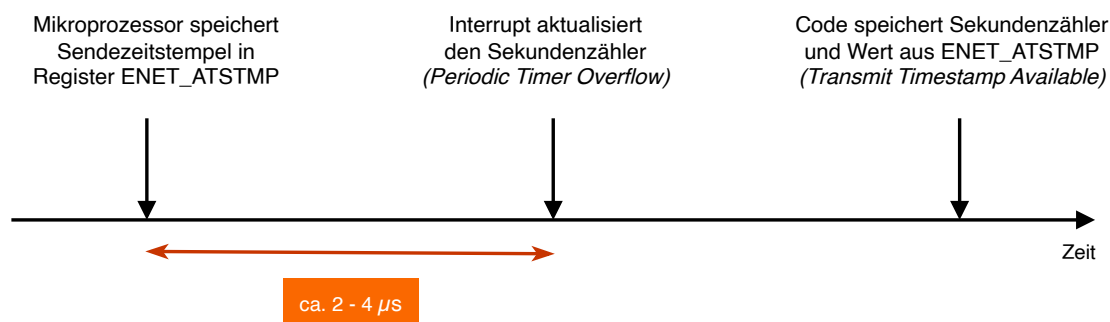 Mikroprozessor speichert
Sendezeitstempel in
Register ENET_ATSTMP
Interrupt aktualisiert
den Sekundenzähler
(Periodic Timer Overflow)
Code speichert Sekundenzähler
und Wert aus ENET_ATSTMP
(Transmit Timestamp Available)
Zeit
ca. 2 - 4 µs